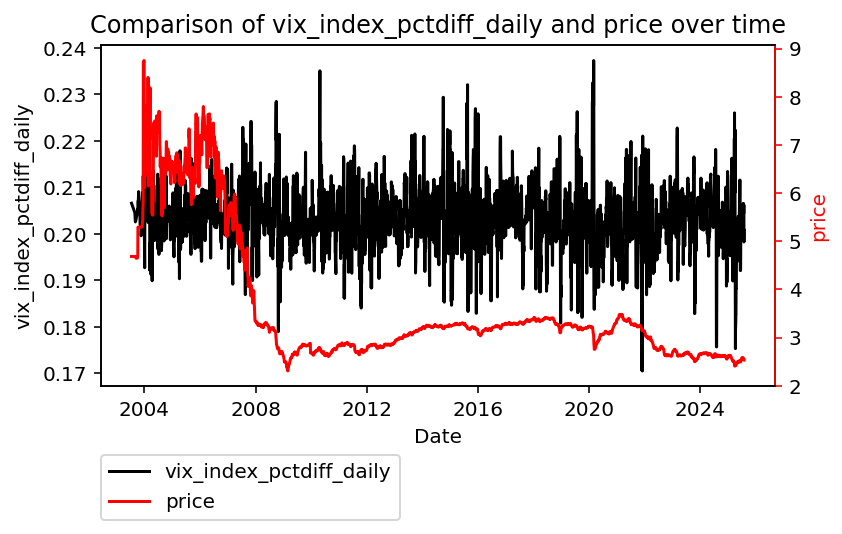 Comparison of vix_index_pctdiff_daily and price over time
0.24
0.23
0.22
0.21
0.20
0.19
0.18
0.17
vix_index_pctdiff_daily
9
8
7
6
5
4
3
2
price
2004 2008 2012 2016 2020 2024
Date
vix_index_pctdiff_daily
price